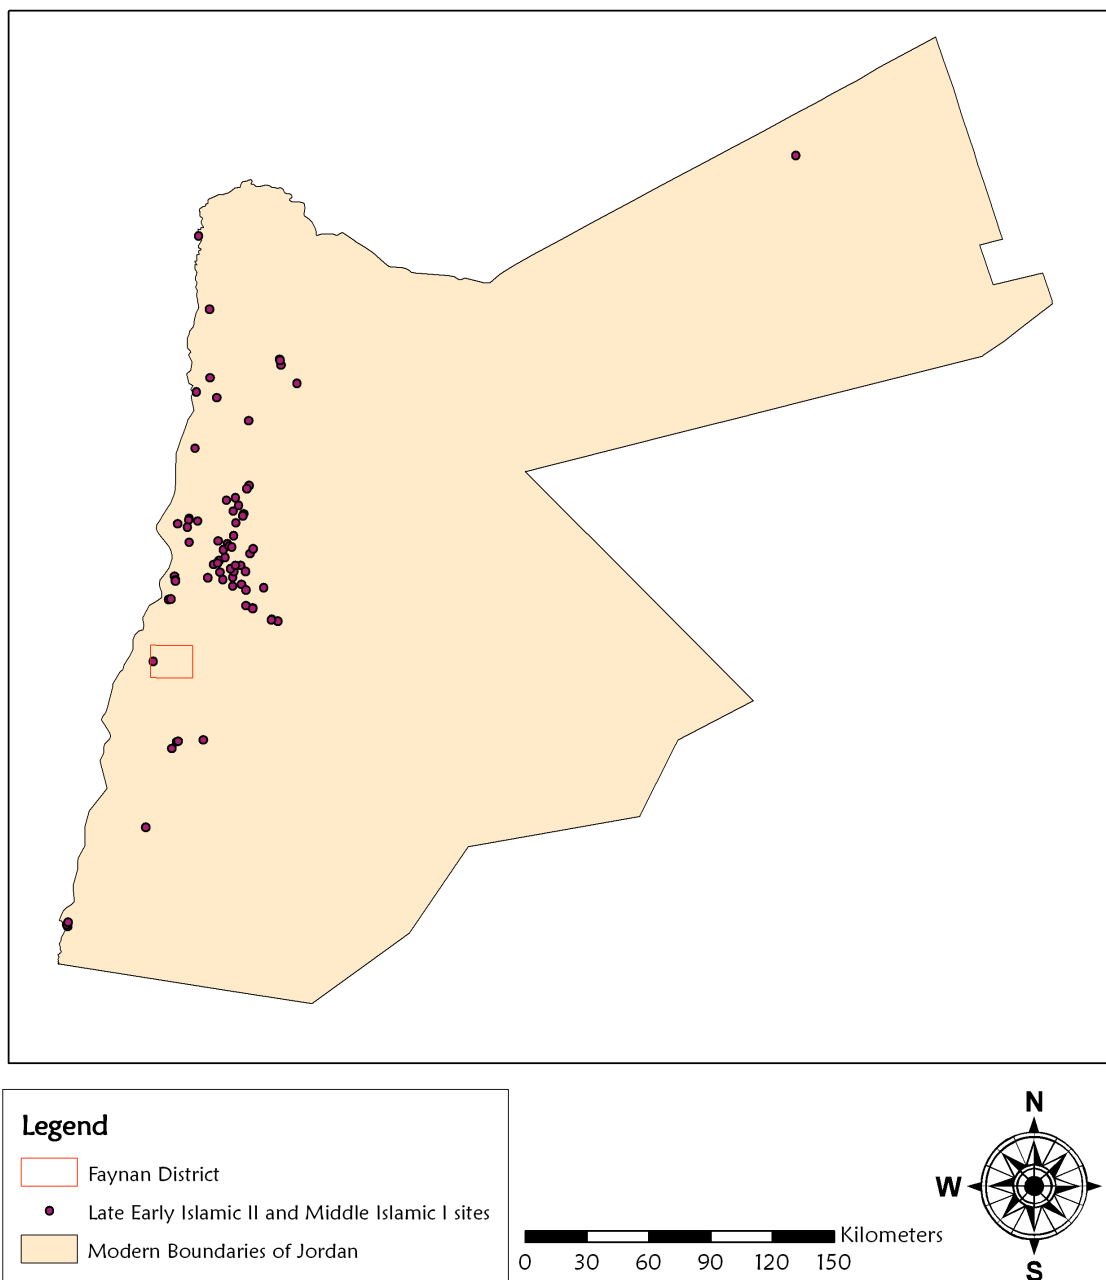 Legend
Faynan District
Late Early Islamic II and Middle Islamic I sites
Modern Boundaries of Jordan
Kilometers
0 30 60 90 120 150
N
W
S